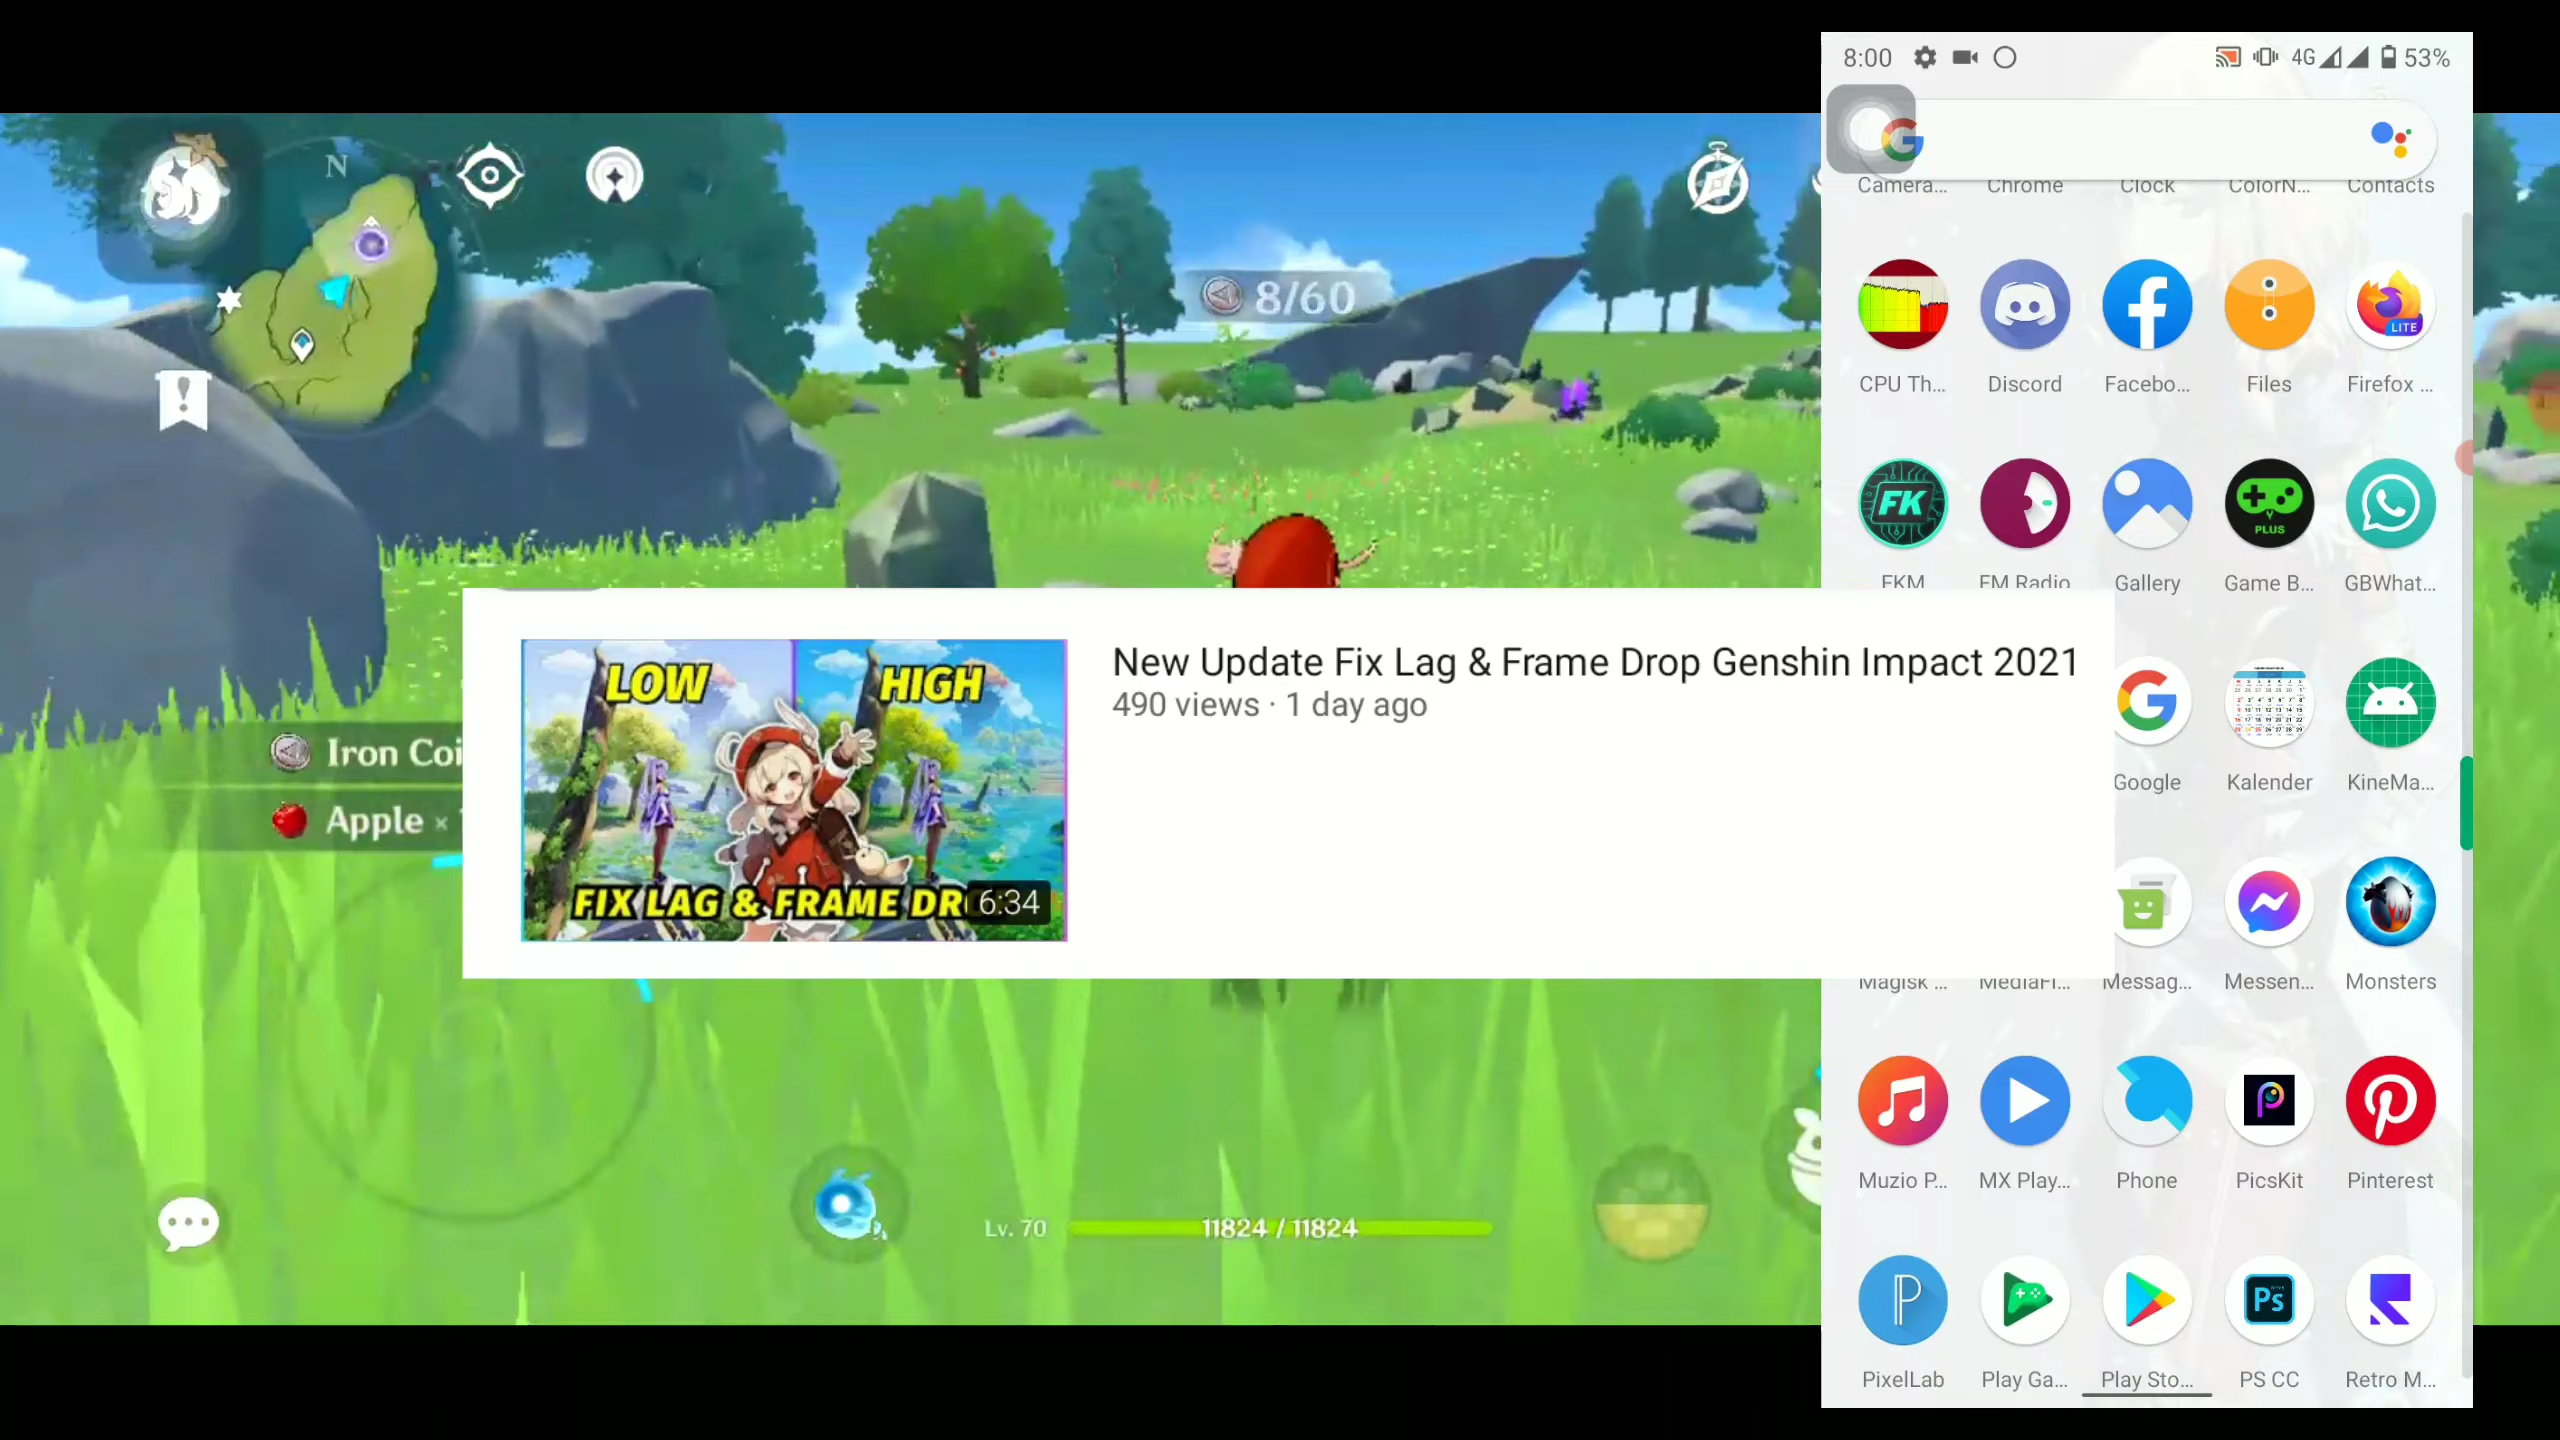 8:00
4G
53%
Camera...
Chrome
Clock
ColorN...
Contacts
N
8/60
LITE
CPU Th...
Discord
Facebo...
Files
Firefox ...
FK
PLUS
FKM
FM Radio
Gallery
Game B...
GBWhat...
New Update Fix Lag & Frame Drop Genshin Impact 2021
490 views · 1 day ago
LOW
HIGH
FIX LAG & FRAME DR
6:34
Iron Coi
Apple ×
Google
Kalender
KineMa...
Magisk ...
MediaFi...
Messag...
Messen...
Monsters
Muzio P...
MX Play...
Phone
PicsKit
Pinterest
Lv. 70
11824 / 11824
Ps
PixelLab
Play Ga...
Play Sto...
PS CC
Retro M...